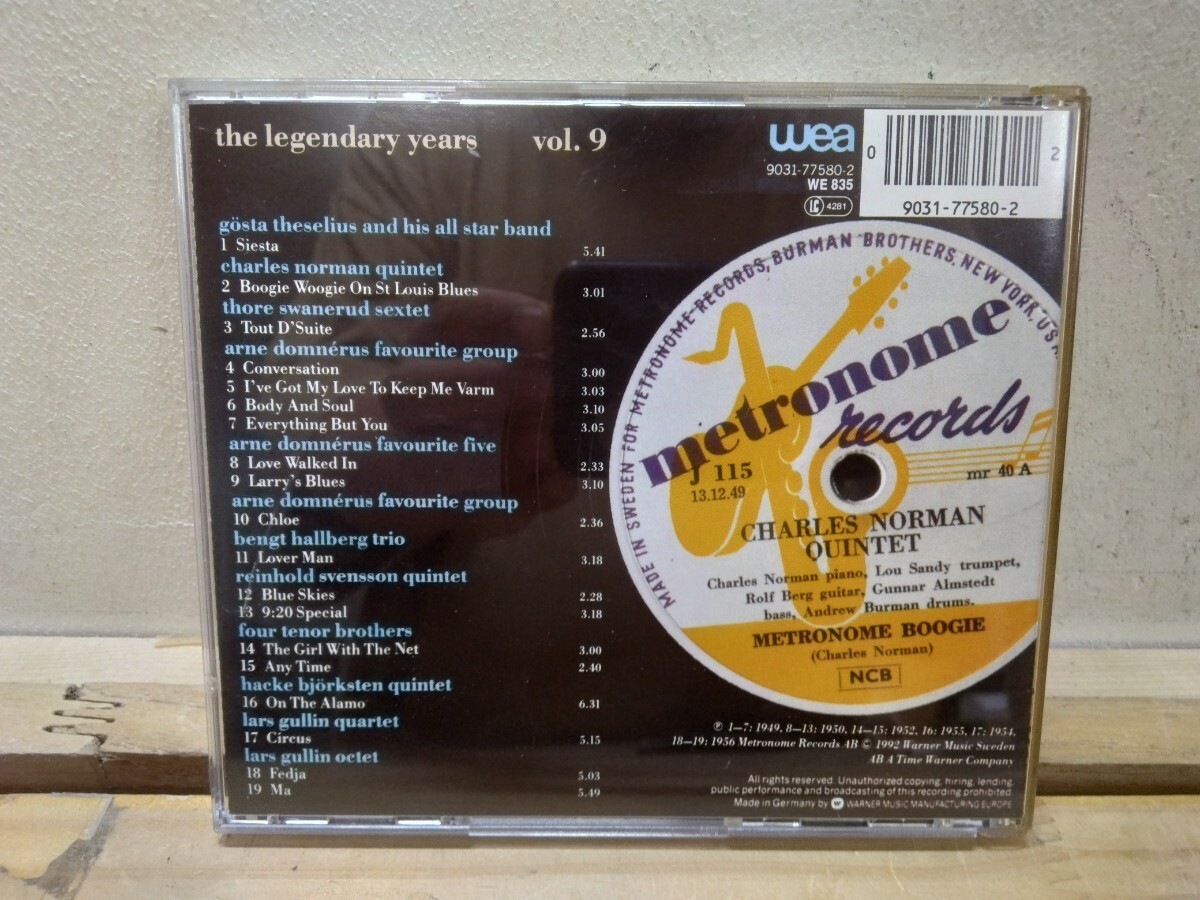 the legendary years vol. 9
wea
9031-77580-2
WE 835
LC 4281
0 2
9031-77580-2
gösta theselius and his all star band
1 Siesta 5.41
charles norman quintet
2 Boogie Woogie On St Louis Blues 3.01
thore swanerud sextet
3 Tout D'Suite 2.56
arne domnérus favourite group
4 Conversation 3.00
5 I've Got My Love To Keep Me Varm 3.03
6 Body And Soul 3.10
7 Everything But You 3.05
arne domnérus favourite five
8 Love Walked In 2.33
9 Larry's Blues 3.10
arne domnérus favourite group
10 Chloe 2.36
bengt hallberg trio
11 Lover Man 3.18
reinhold svensson quintet
12 Blue Skies 2.28
13 9:20 Special 3.18
four tenor brothers
14 The Girl With The Net 3.00
15 Any Time 2.40
hacke björksten quintet
16 On The Alamo 6.31
lars gullin quartet
17 Circus 5.15
lars gullin octet
18 Fedja 5.03
19 Ma 5.49
MADE IN SWEDEN FOR METRONOME RECORDS, BURMAN BROTHERS, NEW YORK, US
metronome
records
J 115
13.12.49
mr 40 A
CHARLES NORMAN
QUINTET
Charles Norman piano, Lou Sandy trumpet,
Rolf Berg guitar, Gunnar Almstedt
bass, Andrew Burman drums.
METRONOME BOOGIE
(Charles Norman)
NCB
℗ 1–7: 1949, 8–13: 1950, 14–15: 1952, 16: 1955, 17: 1954,
18–19: 1956 Metronome Records AB © 1992 Warner Music Sweden
AB A Time Warner Company
All rights reserved. Unauthorized copying, hiring, lending
public performance and broadcasting of this recording prohibited
Made in Germany by WARNER MUSIC MANUFACTURING EUROPE